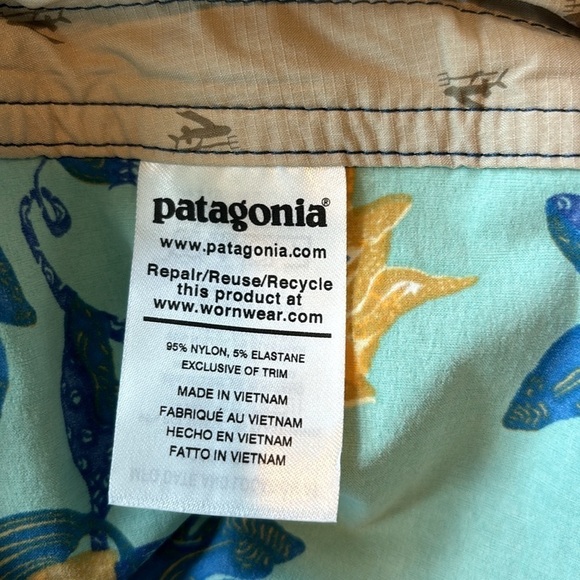 patagonia®
www.patagonia.com
Repair/Reuse/Recycle
this product at
www.wornwear.com
95% NYLON, 5% ELASTANE
EXCLUSIVE OF TRIM
MADE IN VIETNAM
FABRIQUÉ AU VIETNAM
HECHO EN VIETNAM
FATTO IN VIETNAM